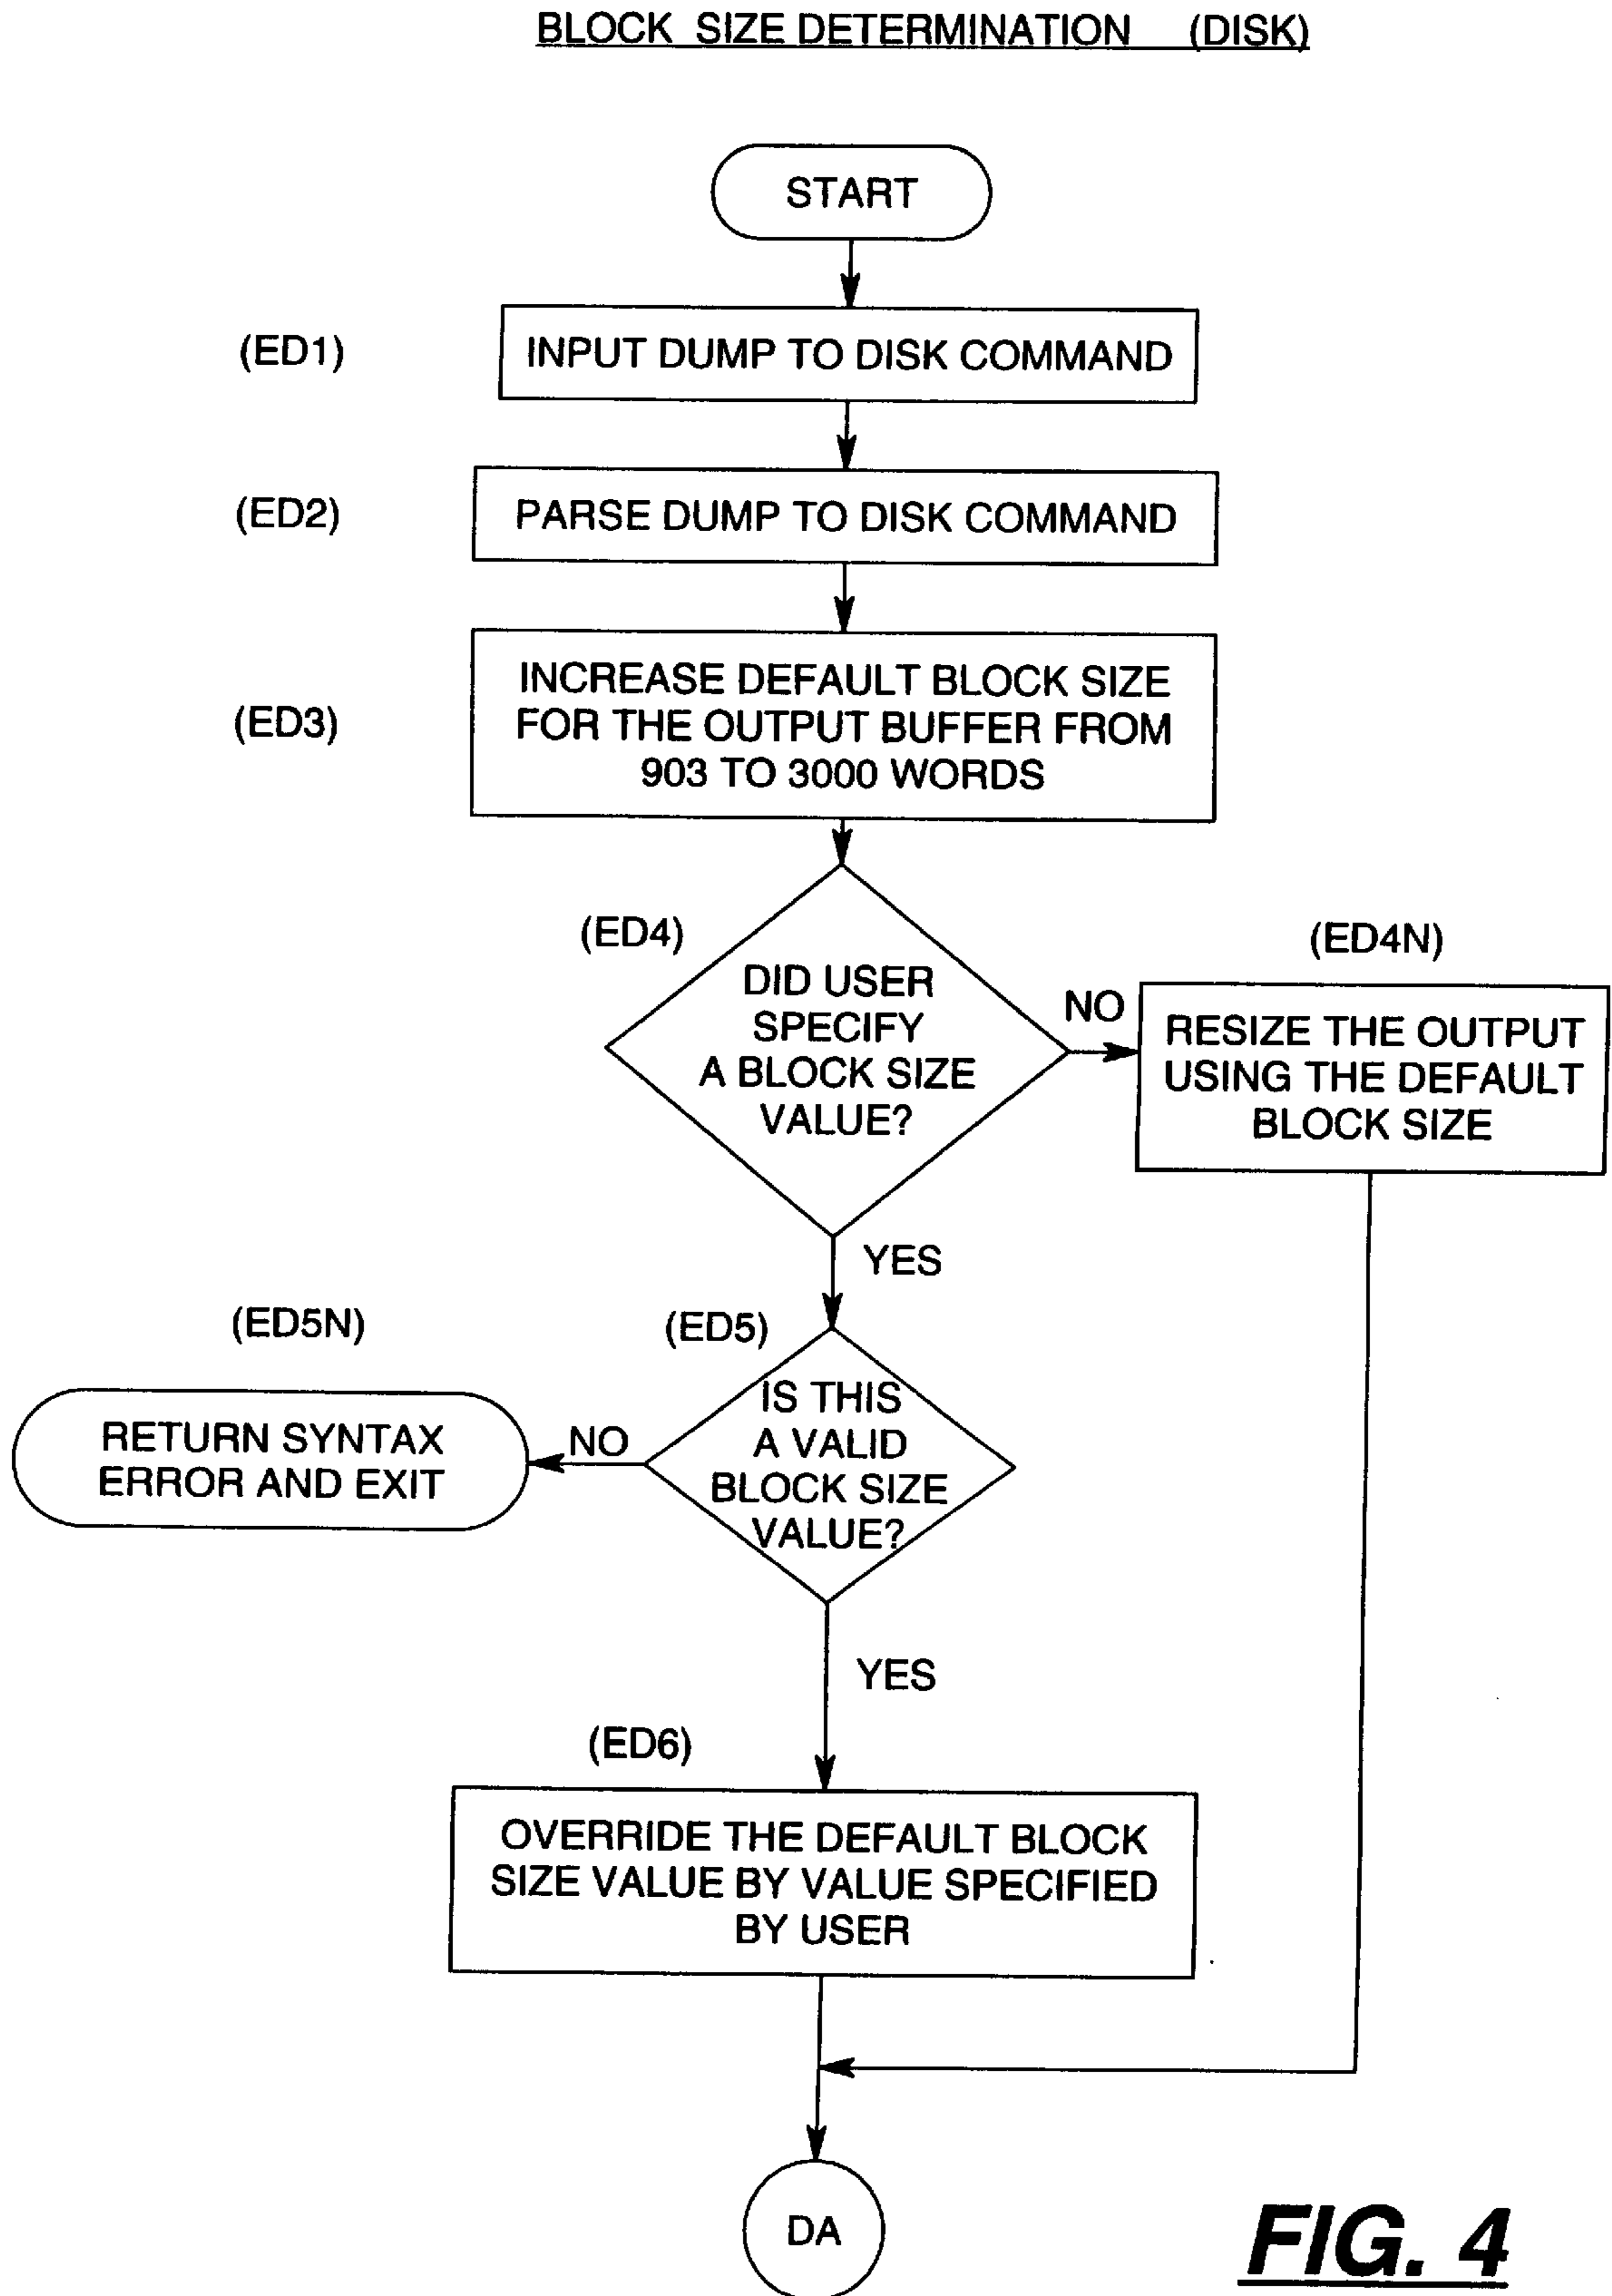 BLOCK SIZE DETERMINATION (DISK)
START
(ED1)
INPUT DUMP TO DISK COMMAND
(ED2)
PARSE DUMP TO DISK COMMAND
(ED3)
INCREASE DEFAULT BLOCK SIZE
FOR THE OUTPUT BUFFER FROM
903 TO 3000 WORDS
(ED4)
DID USER
SPECIFY
A BLOCK SIZE
VALUE?
NO
(ED4N)
RESIZE THE OUTPUT
USING THE DEFAULT
BLOCK SIZE
YES
(ED5N)
(ED5)
IS THIS
A VALID
BLOCK SIZE
VALUE?
NO
RETURN SYNTAX
ERROR AND EXIT
YES
(ED6)
OVERRIDE THE DEFAULT BLOCK
SIZE VALUE BY VALUE SPECIFIED
BY USER
DA
FIG. 4